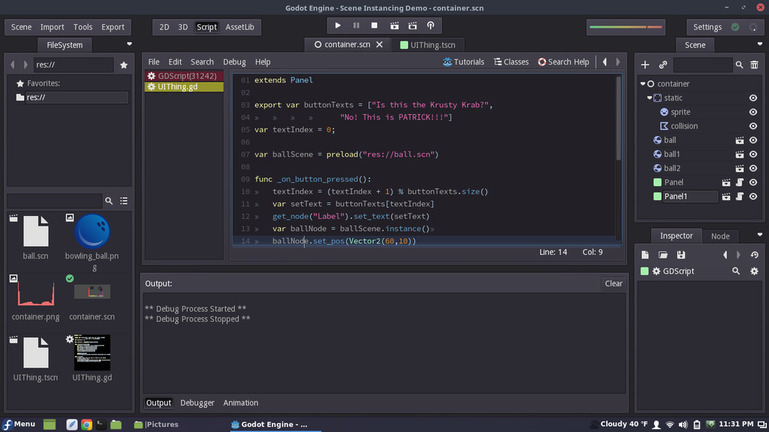 Godot Engine - Scene Instancing Demo - container.scn
Scene Import Tools Export 2D 3D Script AssetLib Settings
FileSystem container.scn UIThing.tscn Scene
res://
Favorites:
res://
ball.scn bowling_ball.pn
g
container.png container.scn
UIThing.tscn UIThing.gd
File Edit Search Debug Help Tutorials Classes Search Help
GDScript(31242)
UIThing.gd
01 extends Panel
02
03 export var buttonTexts = ["Is this the Krusty Krab?",
04 » » » » "No! This is PATRICK!!!"]
05 var textIndex = 0;
06
07 var ballScene = preload("res://ball.scn")
08
09 func _on_button_pressed():
10 » textIndex = (textIndex + 1) % buttonTexts.size()
11 » var setText = buttonTexts[textIndex]
12 » get_node("Label").set_text(setText)
13 » var ballNode = ballScene.instance()»
14 » ballNode.set_pos(Vector2(60,10))
Line: 14 Col: 9
Output: Clear
** Debug Process Started **
** Debug Process Stopped **
Output Debugger Animation
container
static
sprite
collision
ball
ball1
ball2
Panel
Panel1
Inspector Node
GDScript
Menu |Pictures Godot Engine - ... Cloudy 40 °F 11:31 PM